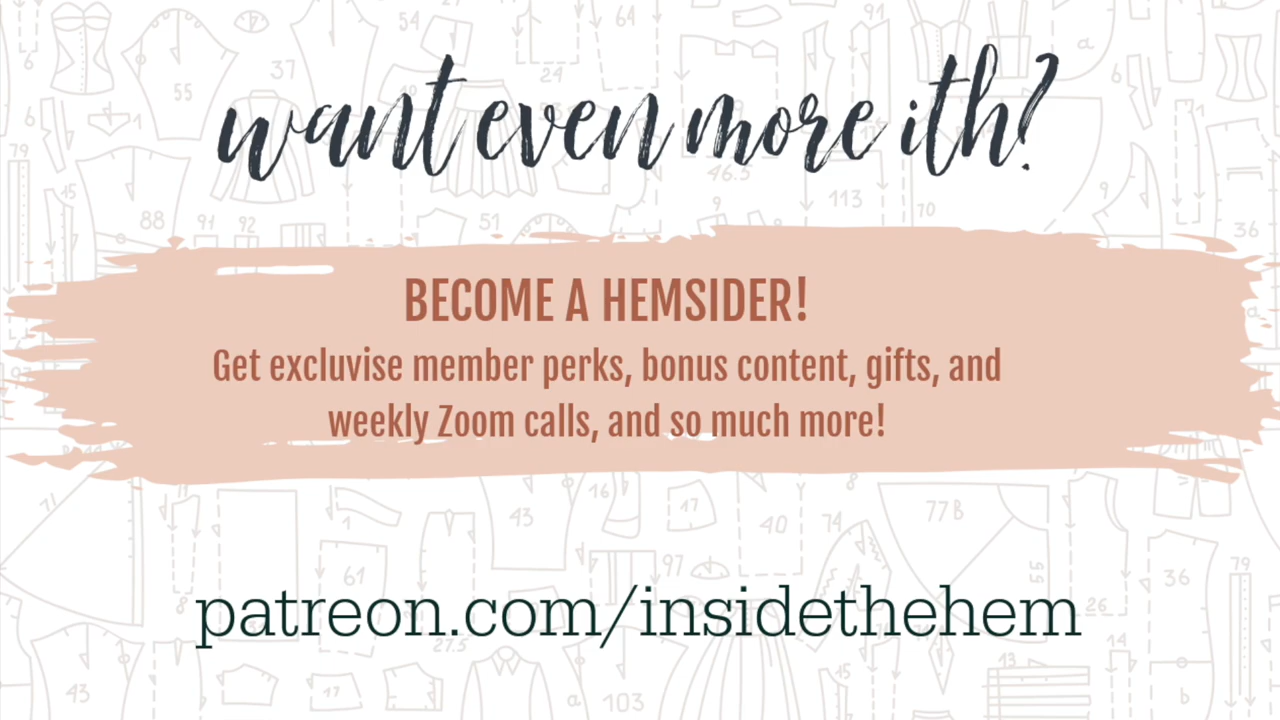 want even more ith?
BECOME A HEMSIDER!
Get excluvise member perks, bonus content, gifts, and
weekly Zoom calls, and so much more!
patreon.com/insidethehem